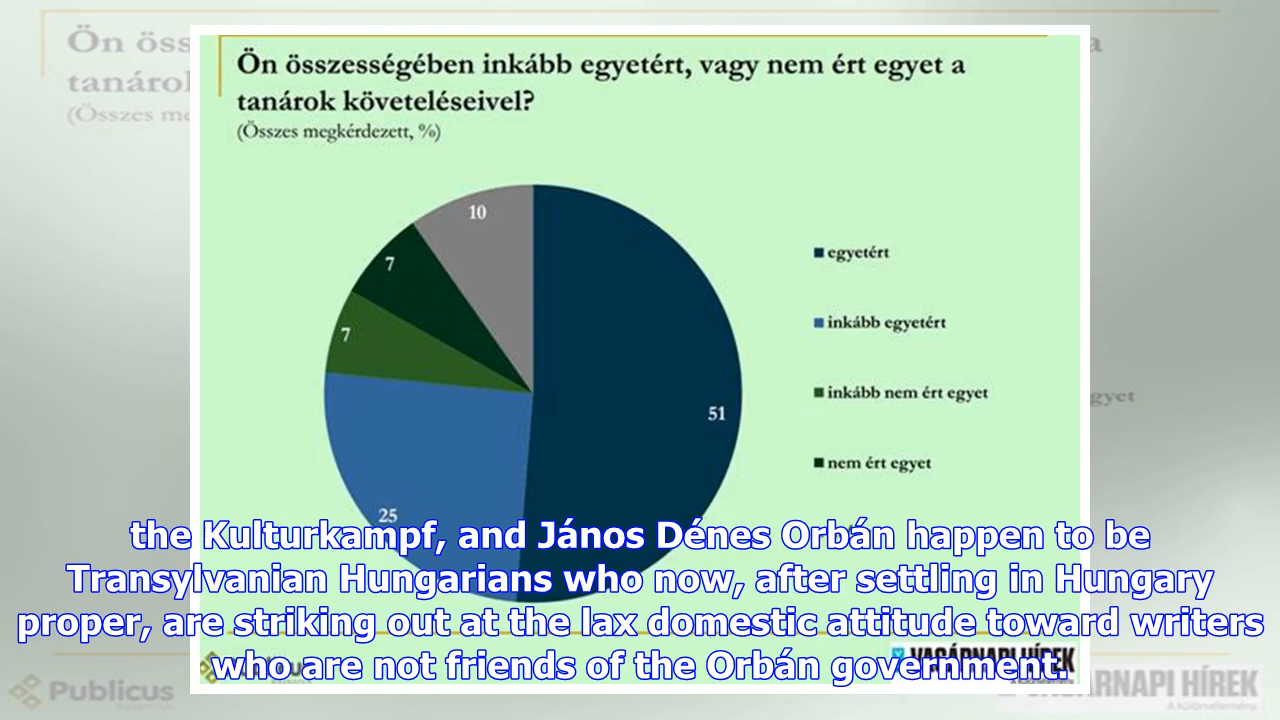 Ön összességében inkább egyetért, vagy nem ért egyet a
tanárok követeléseivel?
(Összes megkérdezett, %)
10
7
7
51
25
egyetért
inkább egyetért
inkább nem ért egyet
nem ért egyet
the Kulturkampf, and János Dénes Orbán happen to be
Transylvanian Hungarians who now, after settling in Hungary
proper, are striking out at the lax domestic attitude toward writers
who are not friends of the Orbán government.
Publicus
VASÁRNAPI HÍREK